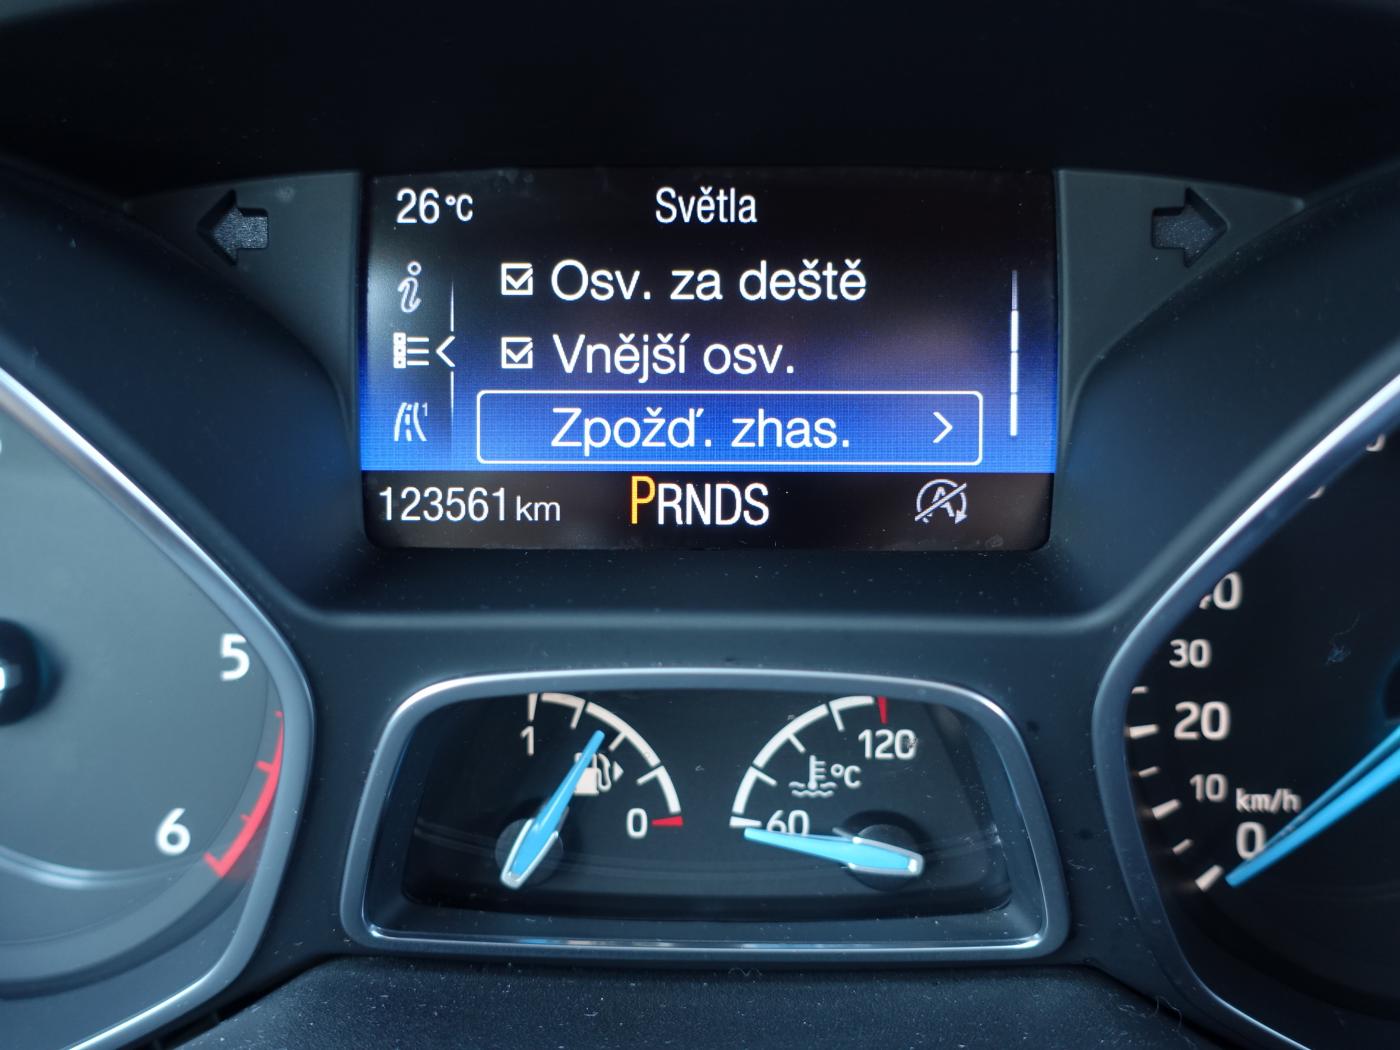 26°C Světla
Osv. za deště
Vnější osv.
Zpožď. zhas. >
1
123561 km PRNDS
A
5
6
1
0
120
°C
60
30
20
10
km/h
0